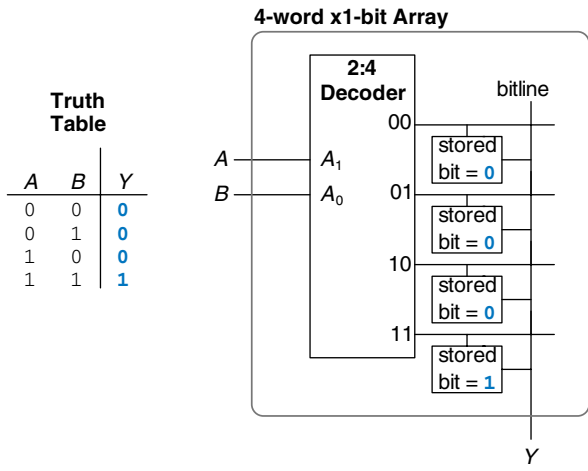 4-word x1-bit Array
2:4
Decoder
bitline
Truth
Table
A B Y
0 0 0
0 1 0
1 0 0
1 1 1
A
B
A1
A0
00
stored
bit = 0
01
stored
bit = 0
10
stored
bit = 0
11
stored
bit = 1
Y